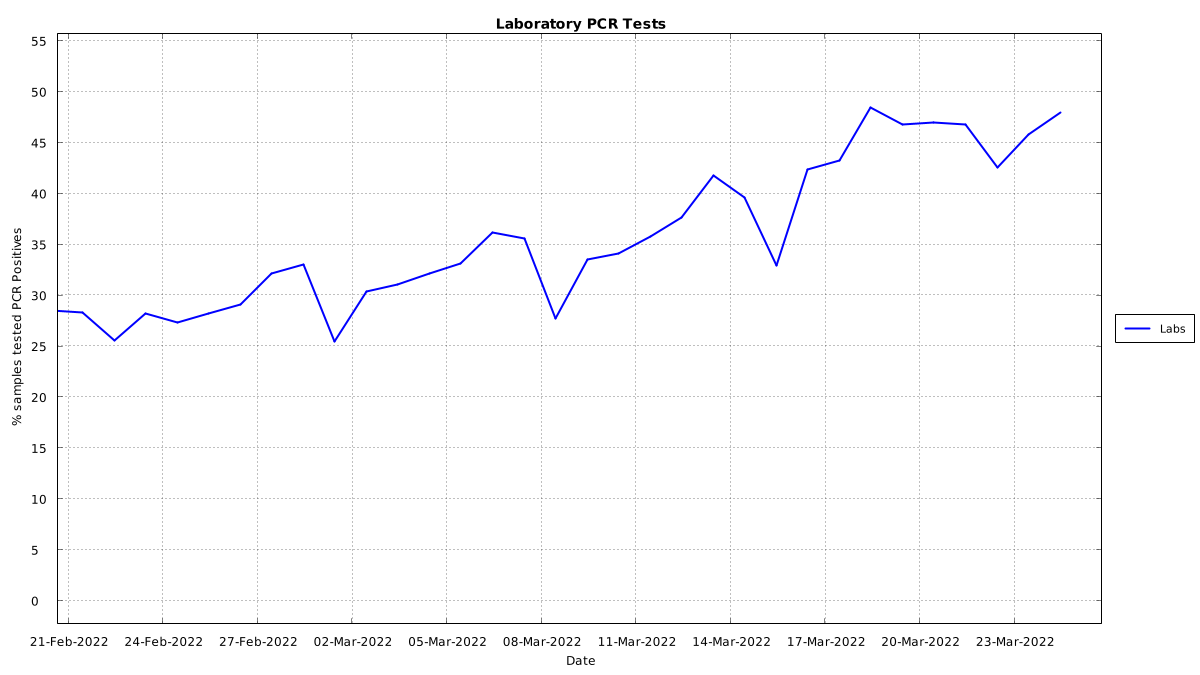 Laboratory PCR Tests
% samples tested PCR Positives
55
50
45
40
35
30
25
20
15
10
5
0
21-Feb-2022 24-Feb-2022 27-Feb-2022 02-Mar-2022 05-Mar-2022 08-Mar-2022 11-Mar-2022 14-Mar-2022 17-Mar-2022 20-Mar-2022 23-Mar-2022
Date
Labs